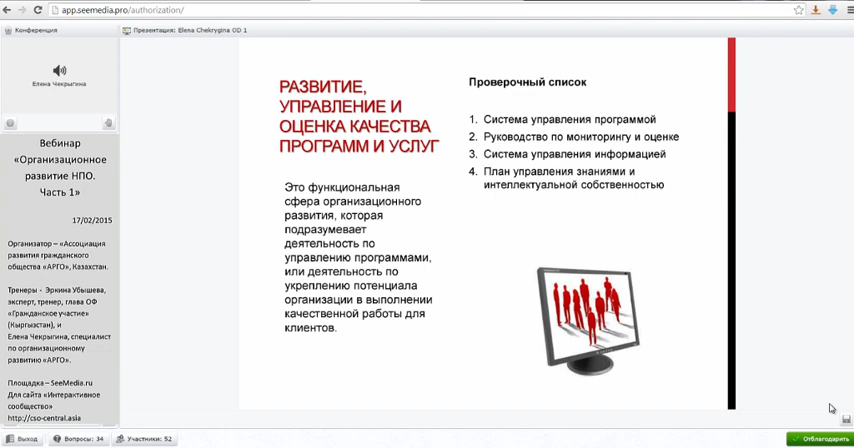 app.seemedia.pro/authorization/
Конференция
Презентация: Elena Chekrygina OD 1
Елена Чекрыгина
Вебинар
«Организационное
развитие НПО.
Часть 1»
17/02/2015
Организатор – «Ассоциация
развития гражданского
общества «АРГО», Казахстан.
Тренеры - Эркина Убышева,
эксперт, тренер, глава ОФ
«Гражданское участие»
(Кыргызстан), и
Елена Чекрыгина, специалист
по организационному
развитию «АРГО».
Площадка – SeeMedia.ru
Для сайта «Интерактивное
сообщество»
http://cso-central.asia
РАЗВИТИЕ,
УПРАВЛЕНИЕ И
ОЦЕНКА КАЧЕСТВА
ПРОГРАММ И УСЛУГ
Это функциональная
сфера организационного
развития, которая
подразумевает
деятельность по
управлению программами,
или деятельность по
укреплению потенциала
организации в выполнении
качественной работы для
клиентов.
Проверочный список
1. Система управления программой
2. Руководство по мониторингу и оценке
3. Система управления информацией
4. План управления знаниями и
интеллектуальной собственностью
Выход
Вопросы: 34
Участники: 52
Отблагодарить